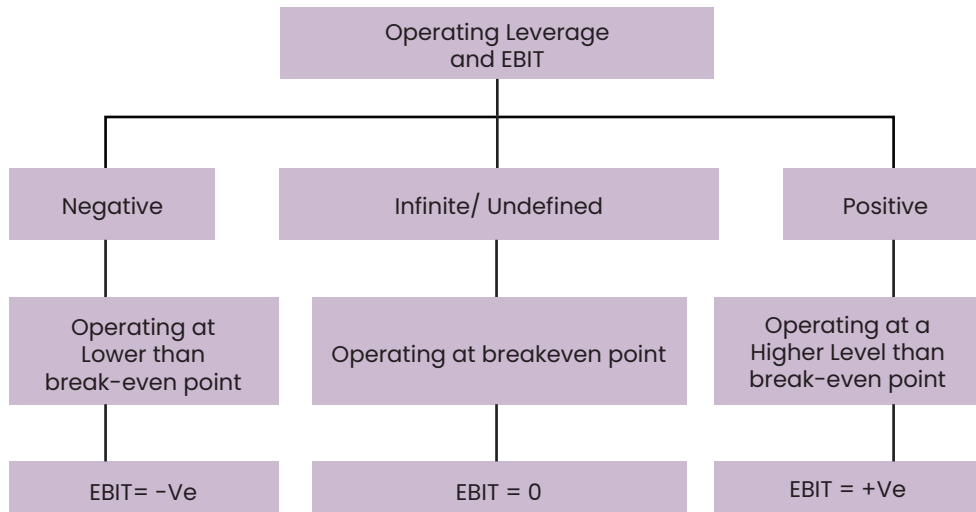 Operating Leverage
and EBIT
Negative
Infinite/ Undefined
Positive
Operating at
Lower than
break-even point
Operating at breakeven point
Operating at a
Higher Level than
break-even point
EBIT= -Ve
EBIT = 0
EBIT = +Ve